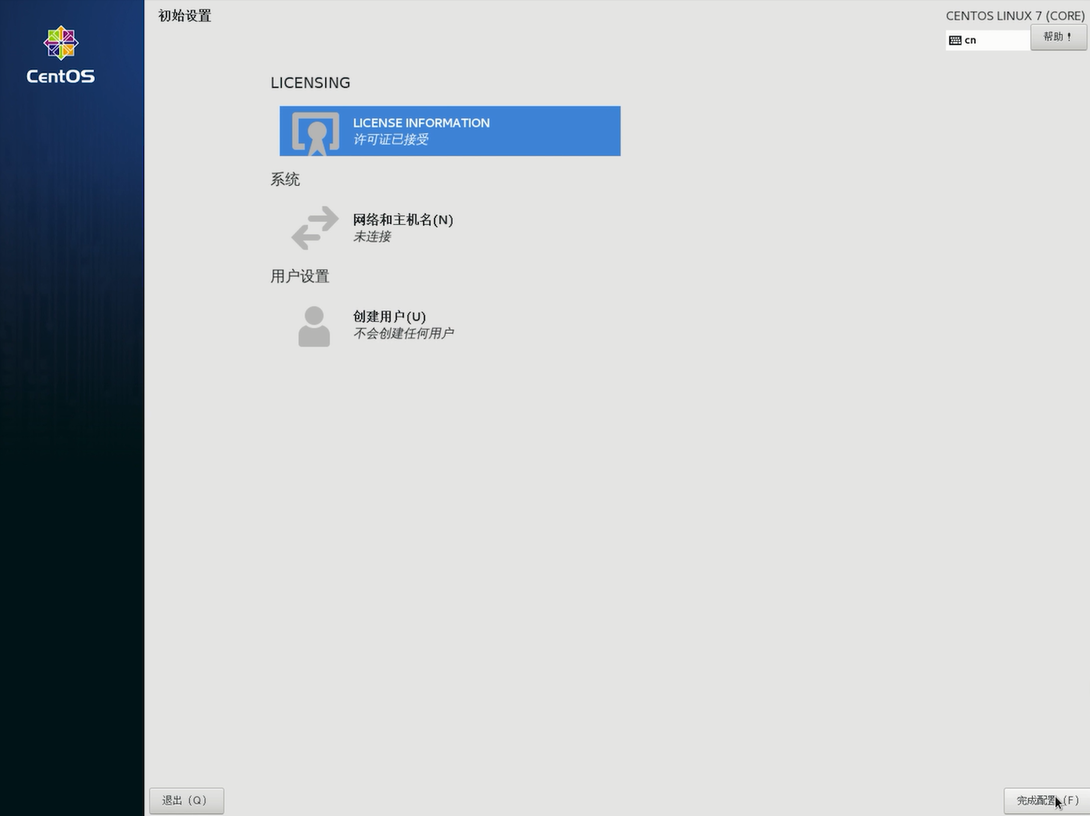 初始设置
CENTOS LINUX 7 (CORE)
cn
帮助！
CentOS
LICENSING
LICENSE INFORMATION
许可证已接受
系统
网络和主机名(N)
未连接
用户设置
创建用户(U)
不会创建任何用户
退出（Q）
完成配置（F）